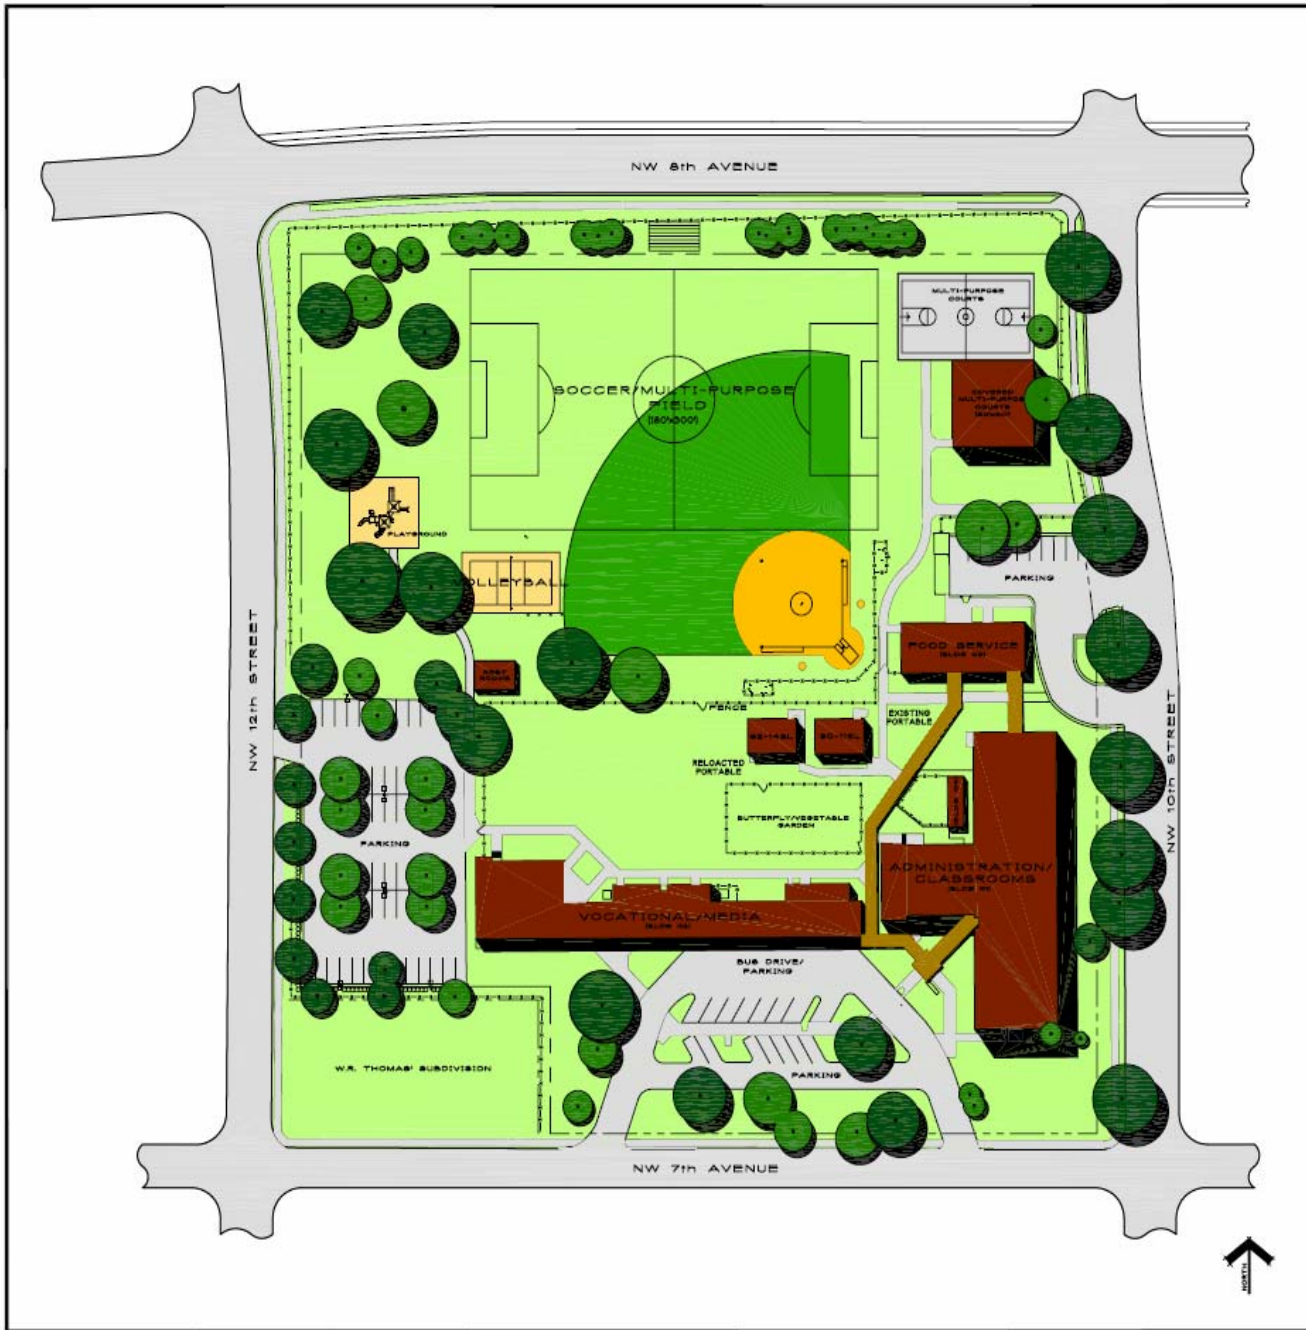 NW 8th AVENUE
MULTI-PURPOSE
COURTS
SOCCER/MULTI-PURPOSE
FIELD
(180'x300')
COVERED
MULTI-PURPOSE
COURTS
PLAYGROUND
PARKING
VOLLEYBALL
NW 12th STREET
FOOD SERVICE
REST
ROOMS
NW 10th STREET
FENCE
EXISTING
PORTABLE
RELOACTED
PORTABLE
BUTTERFLY/VEGETABLE
GARDEN
PARKING
ADMINISTRATION/
CLASSROOMS
VOCATIONAL/MEDIA
BUS DRIVE/
PARKING
W.R. THOMAS' SUBDIVISION
PARKING
NW 7th AVENUE
NORTH